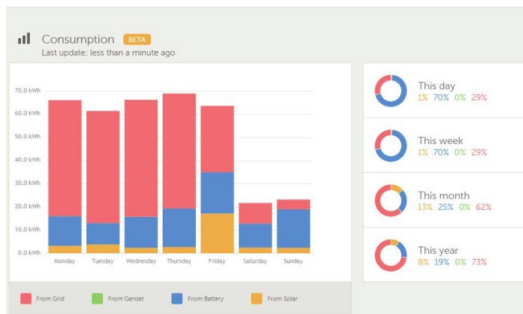 Consumption BETA
Last update: less than a minute ago
70.0 kWh
60.0 kWh
50.0 kWh
40.0 kWh
30.0 kWh
20.0 kWh
10.0 kWh
0.0 kWh
Monday Tuesday Wednesday Thursday Friday Saturday Sunday
From Grid From Genset From Battery From Solar
This day
1% 70% 0% 29%
This week
1% 70% 0% 29%
This month
13% 25% 0% 62%
This year
8% 19% 0% 73%